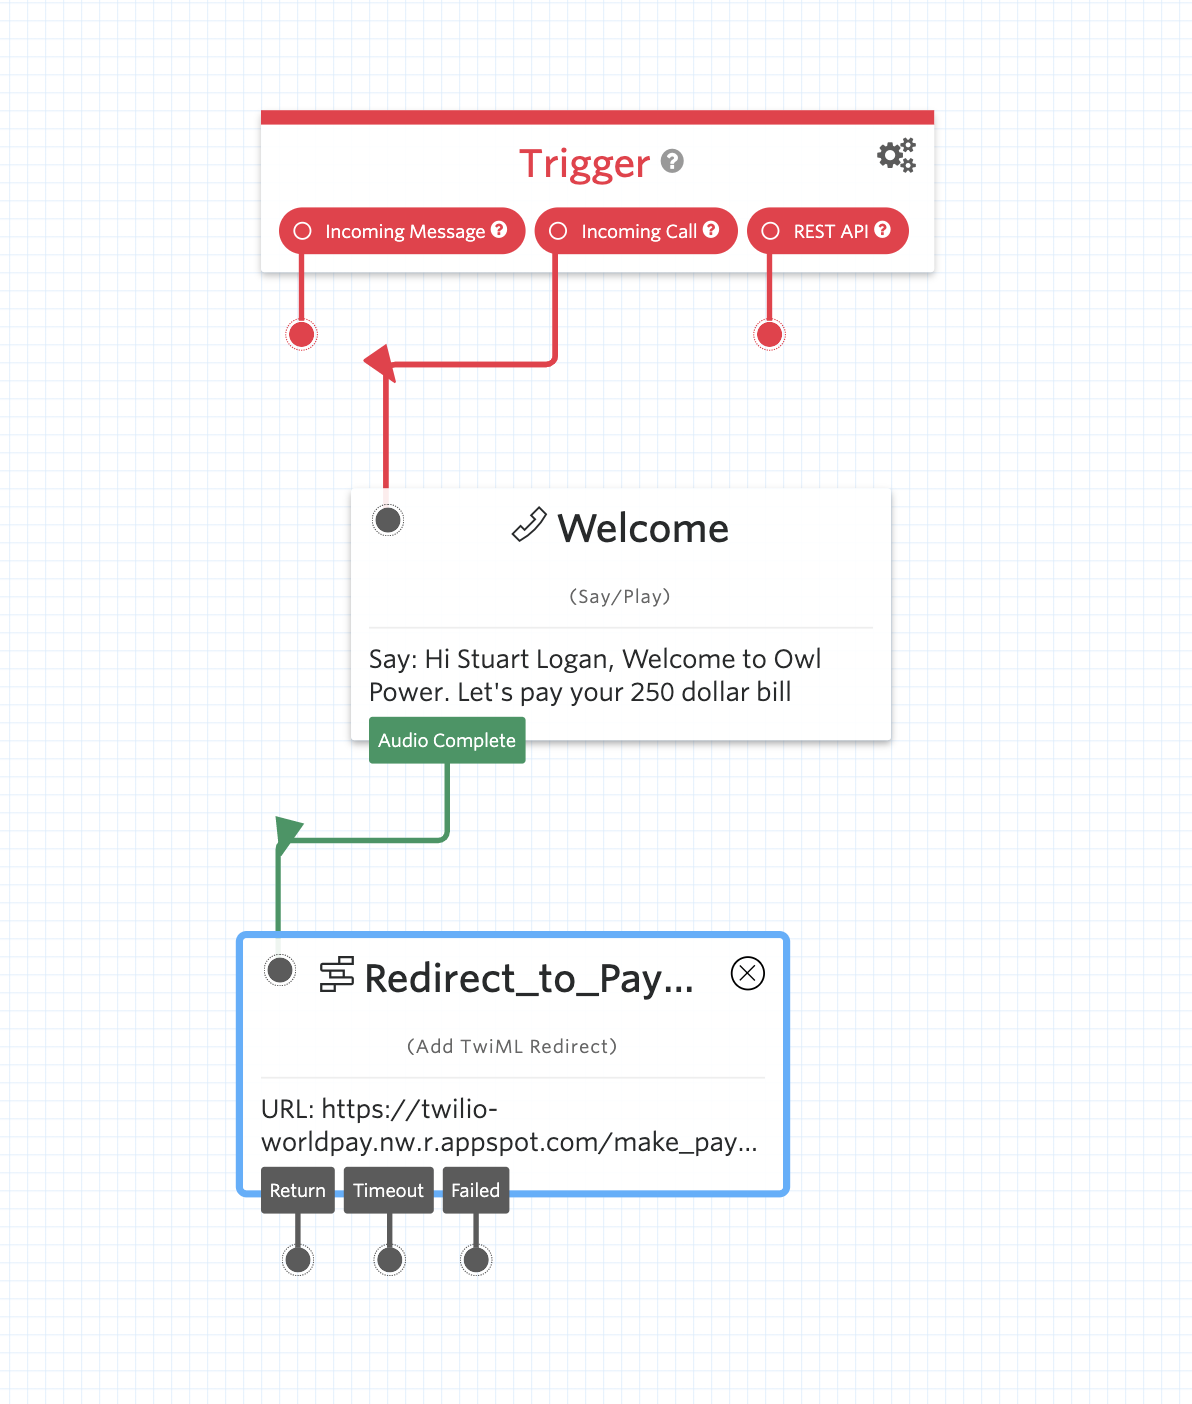 Trigger ?
Incoming Message ? Incoming Call ? REST API ?
Welcome
(Say/Play)
Say: Hi Stuart Logan, Welcome to Owl
Power. Let's pay your 250 dollar bill
Audio Complete
Redirect_to_Pay...
(Add TwiML Redirect)
URL: https://twilio-
worldpay.nw.r.appspot.com/make_pay...
Return Timeout Failed